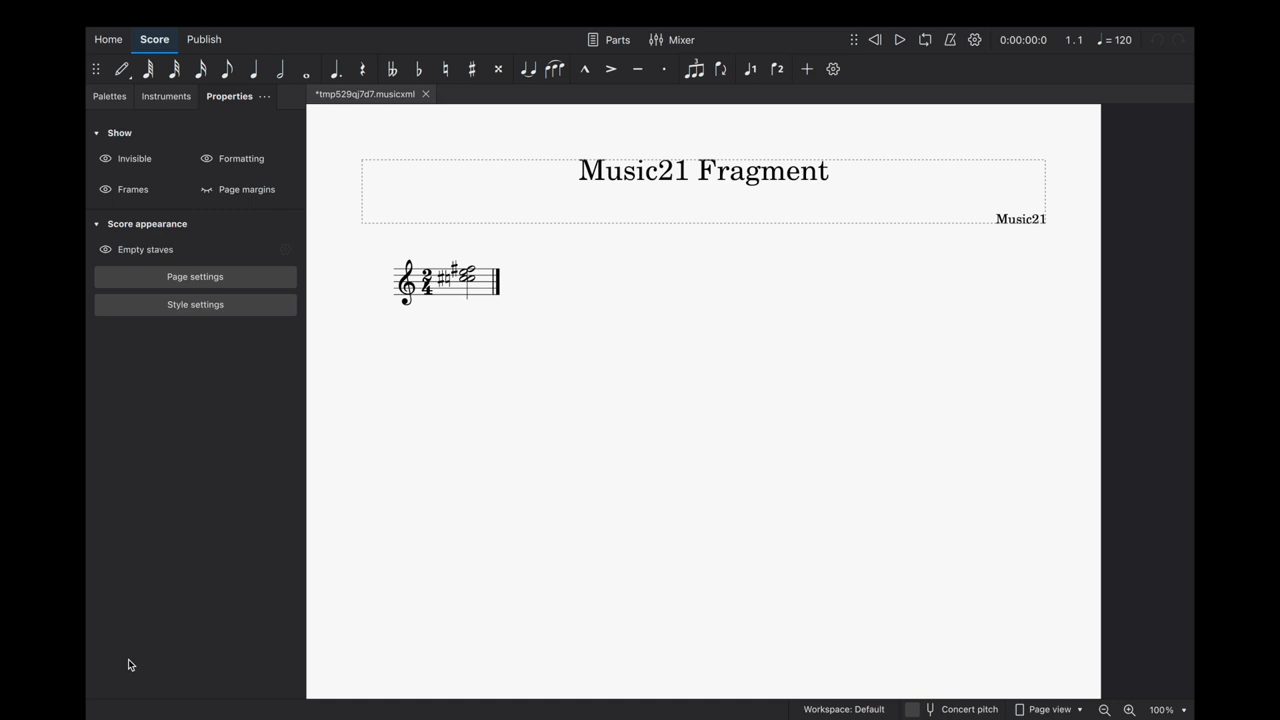 Home Score Publish Parts Mixer 0:00:00:0 1.1 = 120
Palettes Instruments Properties *tmp529qj7d7.musicxml
Show
Invisible Formatting
Frames Page margins
Score appearance
Empty staves
Page settings
Style settings
Music21 Fragment
Music21
2
4
Workspace: Default Concert pitch Page view 100%